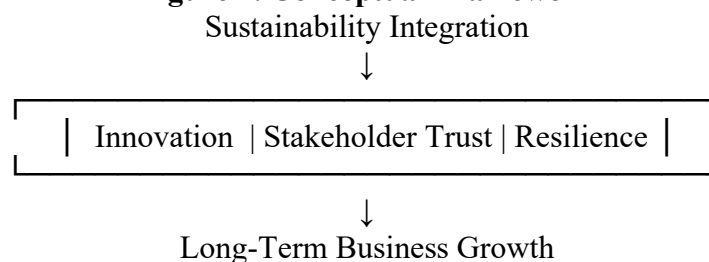 Sustainability Integration
↓
| Innovation | Stakeholder Trust | Resilience |
↓
Long-Term Business Growth